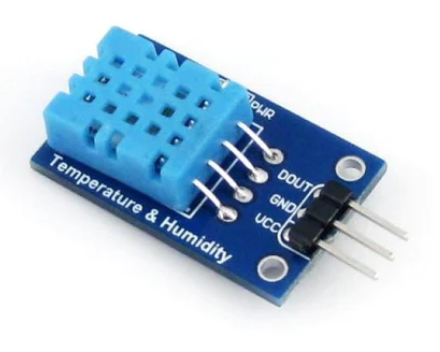 PWR
DOUT
GND
VCC
Temperature & Humidity